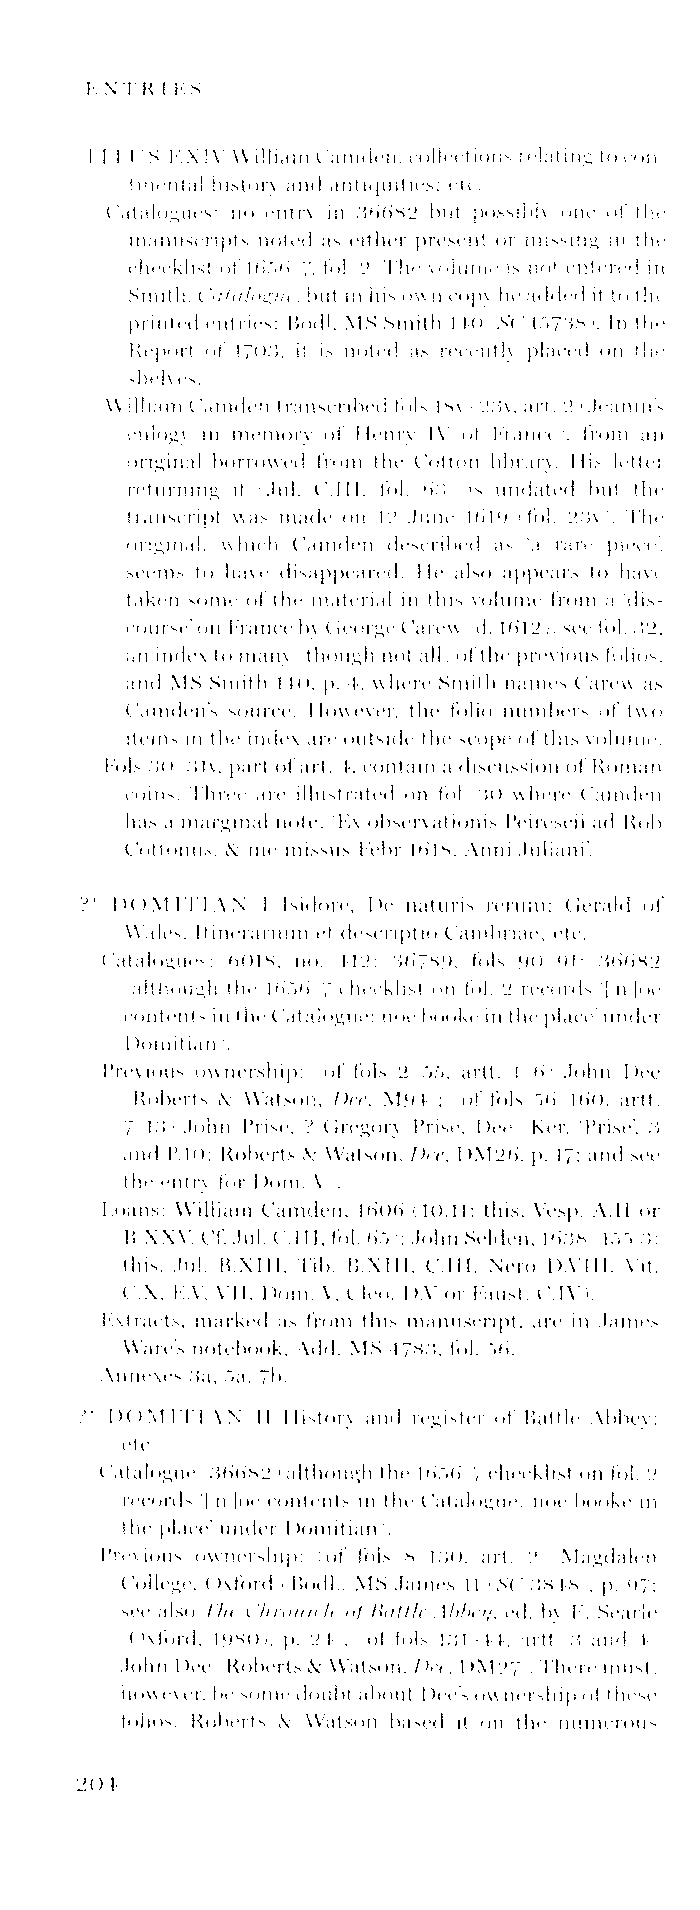 ENTRIES
TITUS F.XIV William Camden, collections relating to con-
tinental history and antiquities; etc.
Catalogues: no entry in 36682 but possibly one of the
manuscripts noted as either present or missing in the
checklist of 1656-7, fol. 2. The volume is not entered in
Smith, Catalogue, but in his own copy he added it to the
printed entries: Bodl., MS Smith 140 (SC 15738). In the
Report of 1703, it is noted as recently placed on the
shelves.
William Camden transcribed fols 18v-23v, art. 2 (Jeanin's
eulogy in memory of Henry IV of France), from an
original borrowed from the Cotton library. His letter
returning it (Jul. C.III, fol. 63) is undated but the
transcript was made on 12 June 1619 (fol. 23v). The
original, which Camden described as 'a rare piece',
seems to have disappeared. He also appears to have
taken some of the material in this volume from a 'dis-
course' on France by George Carew (d. 1612): see fol. 32,
an index to many (though not all) of the previous folios,
and MS Smith 140, p. 4, where Smith names Carew as
Camden's source. However, the folio numbers of two
items in the index are outside the scope of this volume.
Fols 30-31v, part of art. 4, contain a discussion of Roman
coins. Three are illustrated on fol. 30 where Camden
has a marginal note, 'Ex observationis Peirescii ad Rob
Cottonus, & me missus Febr 1618, Anni Juliani'.
?* DOMITIAN I Isidore, De naturis rerum; Gerald of
Wales, Itinerarium et descriptio Cambriae, etc.
Catalogues: 6018, no. 412; 36789, fols 90-91; 36682
(although the 1656-7 checklist on fol. 2 records '[n]oe
contents in the Catalogue: noe booke in the place' under
Domitian).
Previous ownership: (of fols 2-55, artt. 1-6) John Dee
(Roberts & Watson, Dee, M94); (of fols 56-160, artt.
7-13) John Prise, ? Gregory Prise, Dee (Ker, 'Prise', 3
and P.10; Roberts & Watson, Dee, DM26, p. 17; and see
the entry for Dom. V).
Loans: William Camden, 1606 (10.11: this, Vesp. A.II or
B.XXV. Cf. Jul. C.III, fol. 65); John Selden, 1638 (155.3:
this, Jul. B.XIII, Tib. B.XIII, C.III, Nero D.VIII, Vit.
C.X, E.V, VII, Dom. V, Cleo. D.V or Faust. C.IV).
Extracts, marked as from this manuscript, are in James
Ware's notebook, Add. MS 4783, fol. 56.
Annexes 3a, 5a, 7b.
?* DOMITIAN II History and register of Battle Abbey;
etc.
Catalogue: 36682 (although the 1656-7 checklist on fol. 2
records '[n]oe contents in the Catalogue, noe booke in
the place' under Domitian).
Previous ownership: (of fols 8-130, art. 2) Magdalen
College, Oxford (Bodl., MS James 11 (SC 3848), p. 97;
see also The Chronicle of Battle Abbey, ed. by E. Searle
(Oxford, 1980), p. 24); (of fols 131-44, artt. 3 and 4)
John Dee (Roberts & Watson, Dee, DM27). There must,
however, be some doubt about Dee's ownership of these
folios. Roberts & Watson based it on the numerous
204